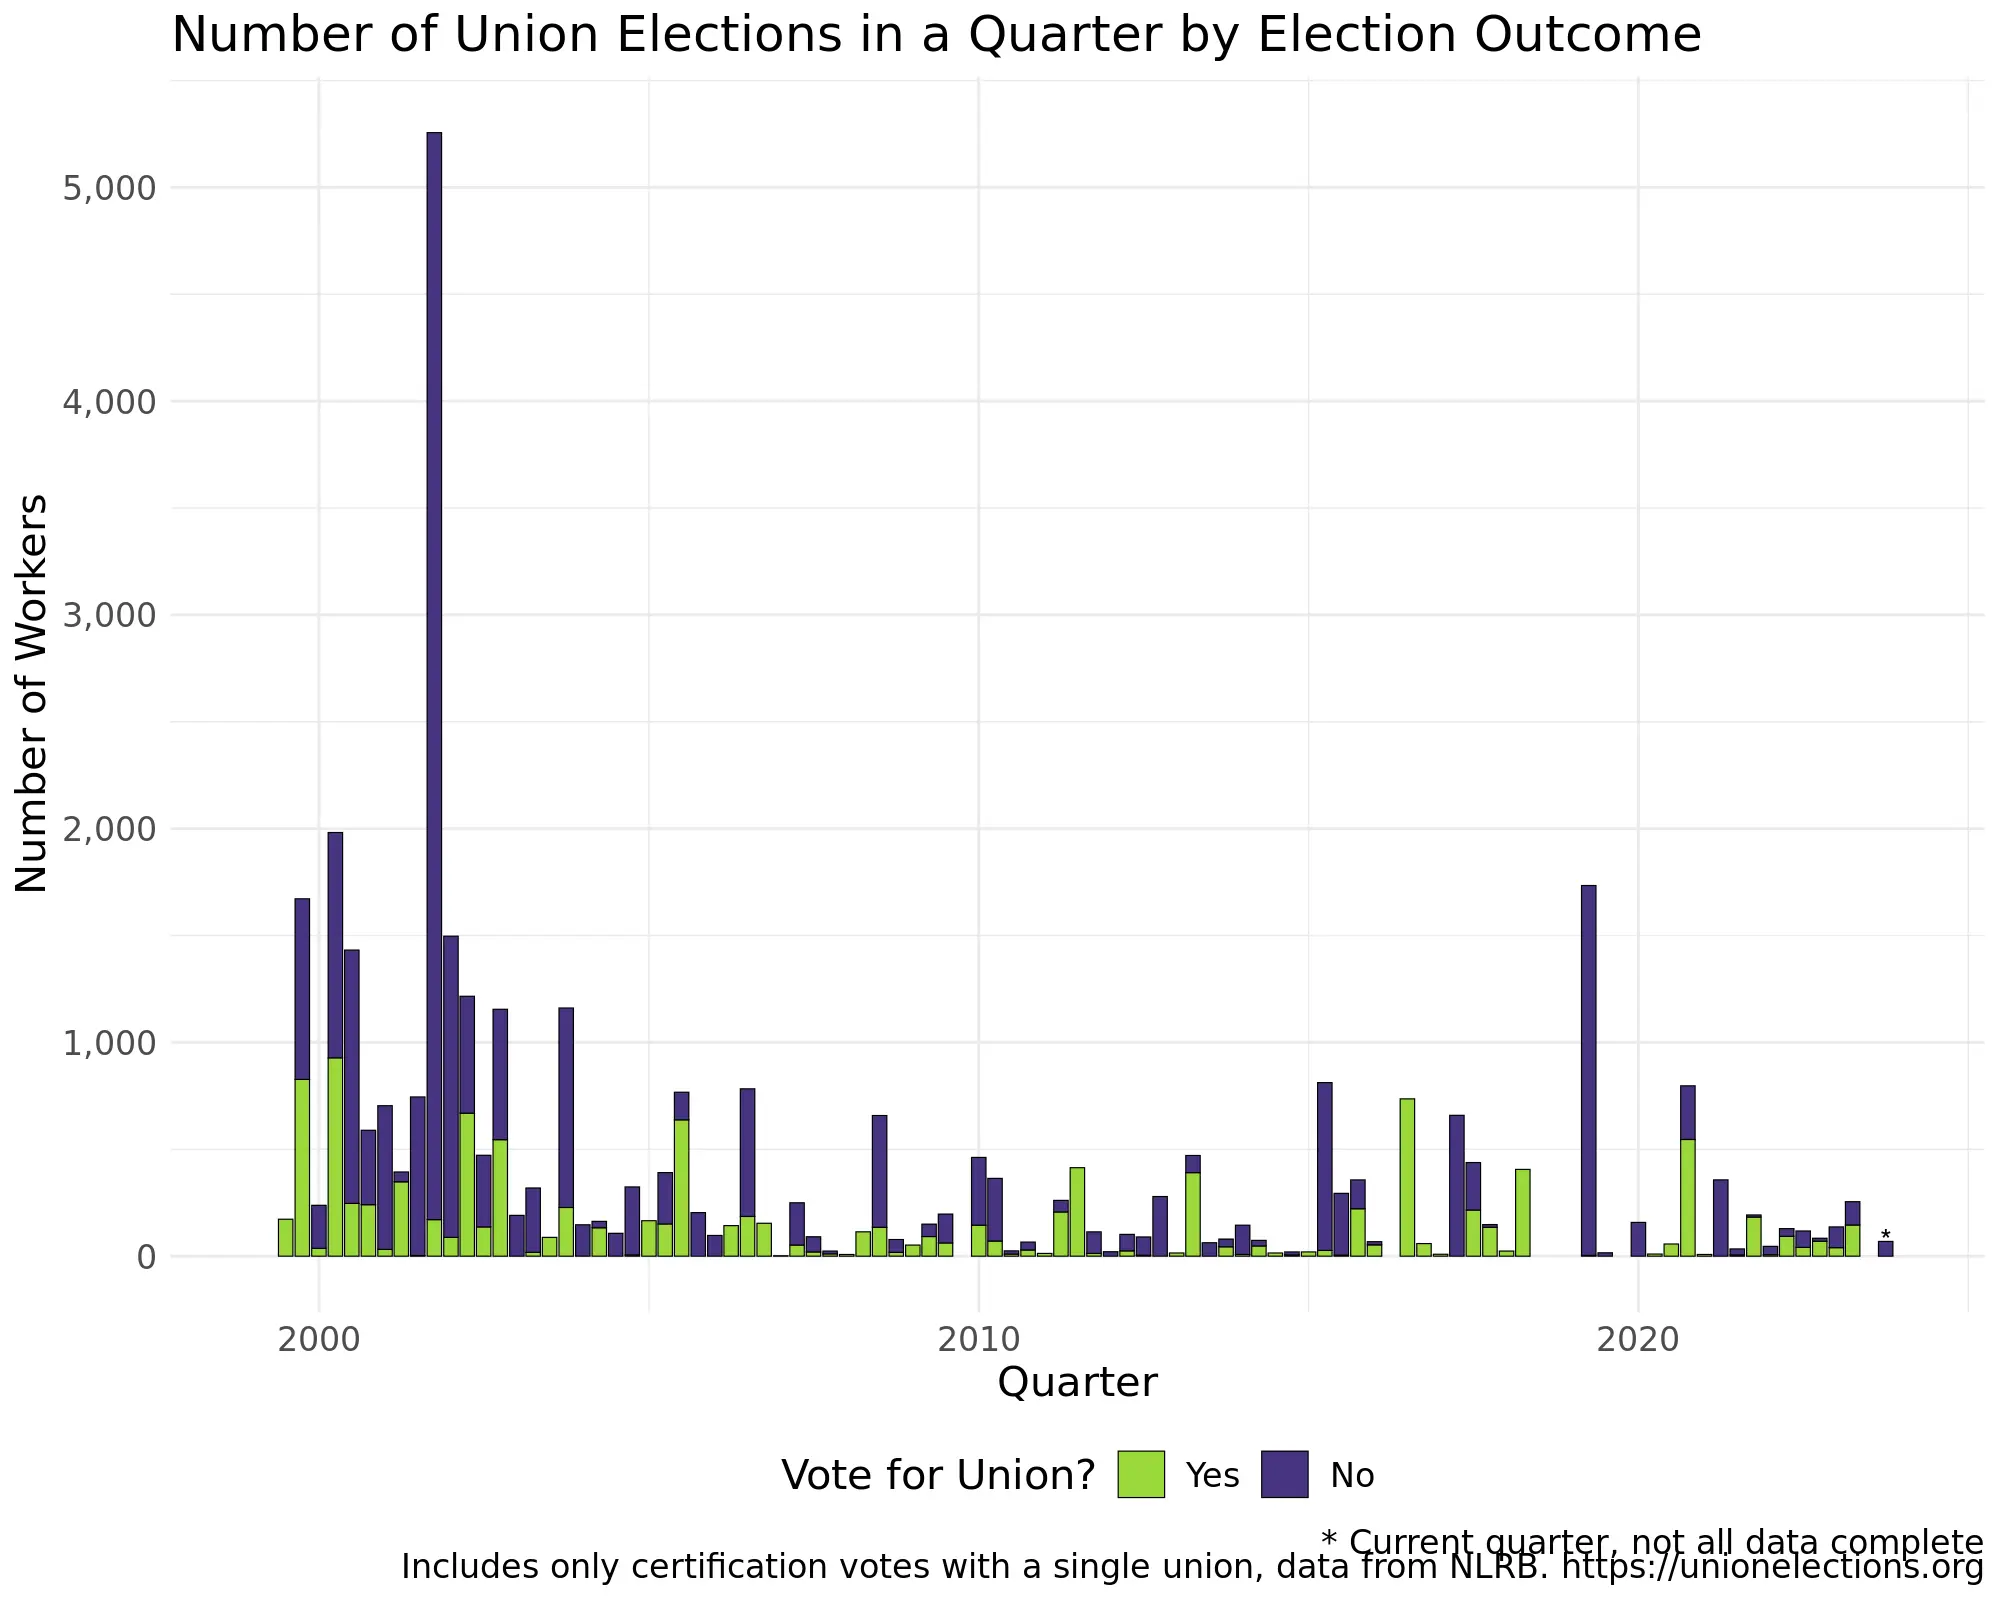 Number of Union Elections in a Quarter by Election Outcome
Number of Workers
5,000
4,000
3,000
2,000
1,000
0
*
2000 2010 2020
Quarter
Vote for Union? Yes No
* Current quarter, not all data complete
Includes only certification votes with a single union, data from NLRB. https://unionelections.org